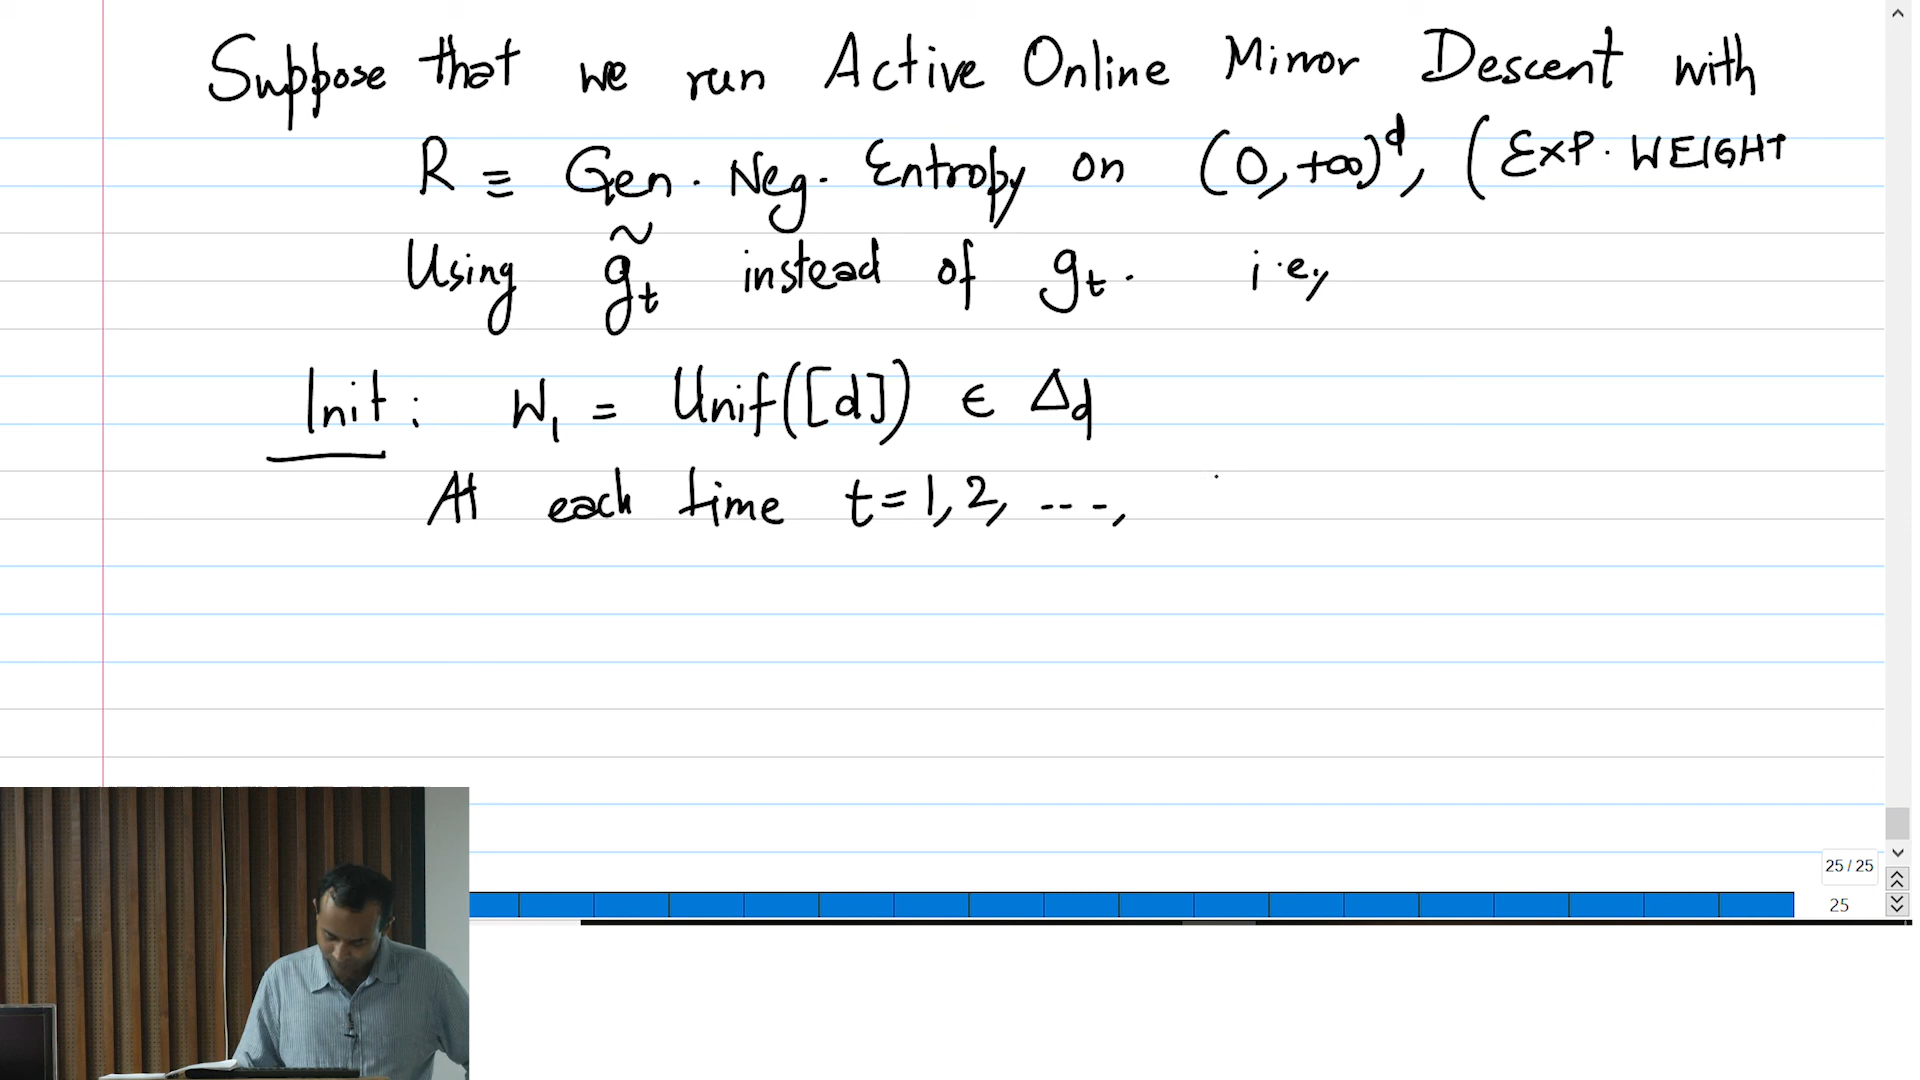 Suppose that we run Active Online Mirror Descent with
R ≡ Gen. Neg. Entropy on (0, +∞)^d, (EXP. WEIGHT
Using g̃_t instead of g_t. i.e.,
Init: W_1 = Unif([d]) ∈ Δ_d
At each time t=1, 2, ---,
25 / 25
25